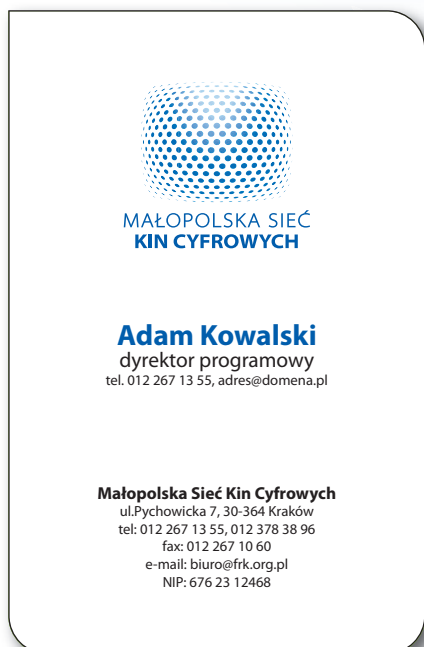 MAŁOPOLSKA SIEĆ
KIN CYFROWYCH
Adam Kowalski
dyrektor programowy
tel. 012 267 13 55, adres@domena.pl
Małopolska Sieć Kin Cyfrowych
ul.Pychowicka 7, 30-364 Kraków
tel: 012 267 13 55, 012 378 38 96
fax: 012 267 10 60
e-mail: biuro@frk.org.pl
NIP: 676 23 12468